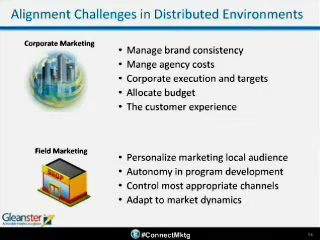 Alignment Challenges in Distributed Environments
Corporate Marketing
• Manage brand consistency
• Mange agency costs
• Corporate execution and targets
• Allocate budget
• The customer experience
Field Marketing
SHOP
• Personalize marketing local audience
• Autonomy in program development
• Control most appropriate channels
• Adapt to market dynamics
Gleanster
#ConnectMktg